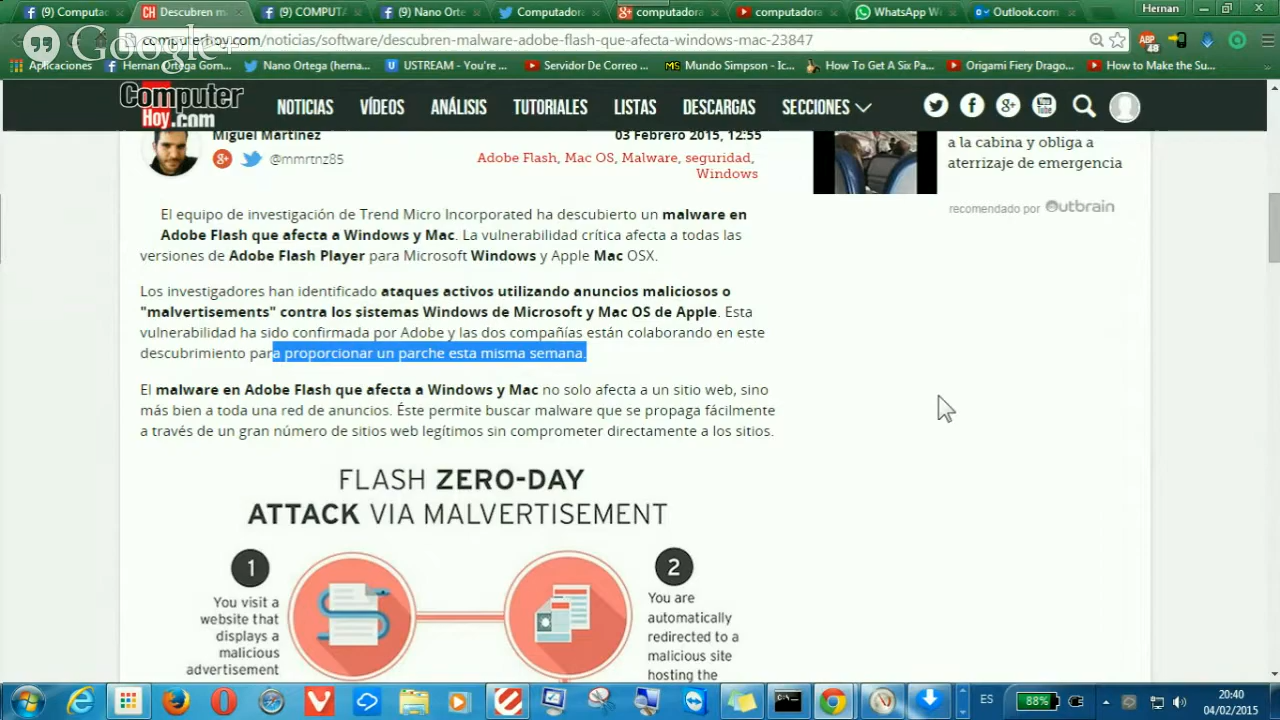 (9) Computac
Descubren m
(9) COMPUTA
(9) Nano Orte
Computadora
computadora
computadora
WhatsApp W
Outlook.com
Hernan
Google+
computerhoy.com/noticias/software/descubren-malware-adobe-flash-que-afecta-windows-mac-23847
ABP
48
Aplicaciones
Hernan Ortega Gom...
Nano Ortega (herna...
USTREAM - You're ...
Servidor De Correo ...
MS Mundo Simpson - Ic...
How To Get A Six Pa...
Origami Fiery Drago...
How to Make the Su...
Computer
Hoy.com
NOTICIAS
VÍDEOS
ANÁLISIS
TUTORIALES
LISTAS
DESCARGAS
SECCIONES
Miguel Martínez
@mmrtnz85
03 Febrero 2015, 12:55
Adobe Flash, Mac OS, Malware, seguridad,
Windows
a la cabina y obliga a
aterrizaje de emergencia
recomendado por Outbrain
El equipo de investigación de Trend Micro Incorporated ha descubierto un malware en
Adobe Flash que afecta a Windows y Mac. La vulnerabilidad crítica afecta a todas las
versiones de Adobe Flash Player para Microsoft Windows y Apple Mac OSX.
Los investigadores han identificado ataques activos utilizando anuncios maliciosos o
"malvertisements" contra los sistemas Windows de Microsoft y Mac OS de Apple. Esta
vulnerabilidad ha sido confirmada por Adobe y las dos compañías están colaborando en este
descubrimiento para proporcionar un parche esta misma semana.
El malware en Adobe Flash que afecta a Windows y Mac no solo afecta a un sitio web, sino
más bien a toda una red de anuncios. Éste permite buscar malware que se propaga fácilmente
a través de un gran número de sitios web legítimos sin comprometer directamente a los sitios.
FLASH ZERO-DAY
ATTACK VIA MALVERTISEMENT
1
You visit a
website that
displays a
malicious
advertisement
2
You are
automatically
redirected to a
malicious site
hosting the
ES
88%
20:40
04/02/2015